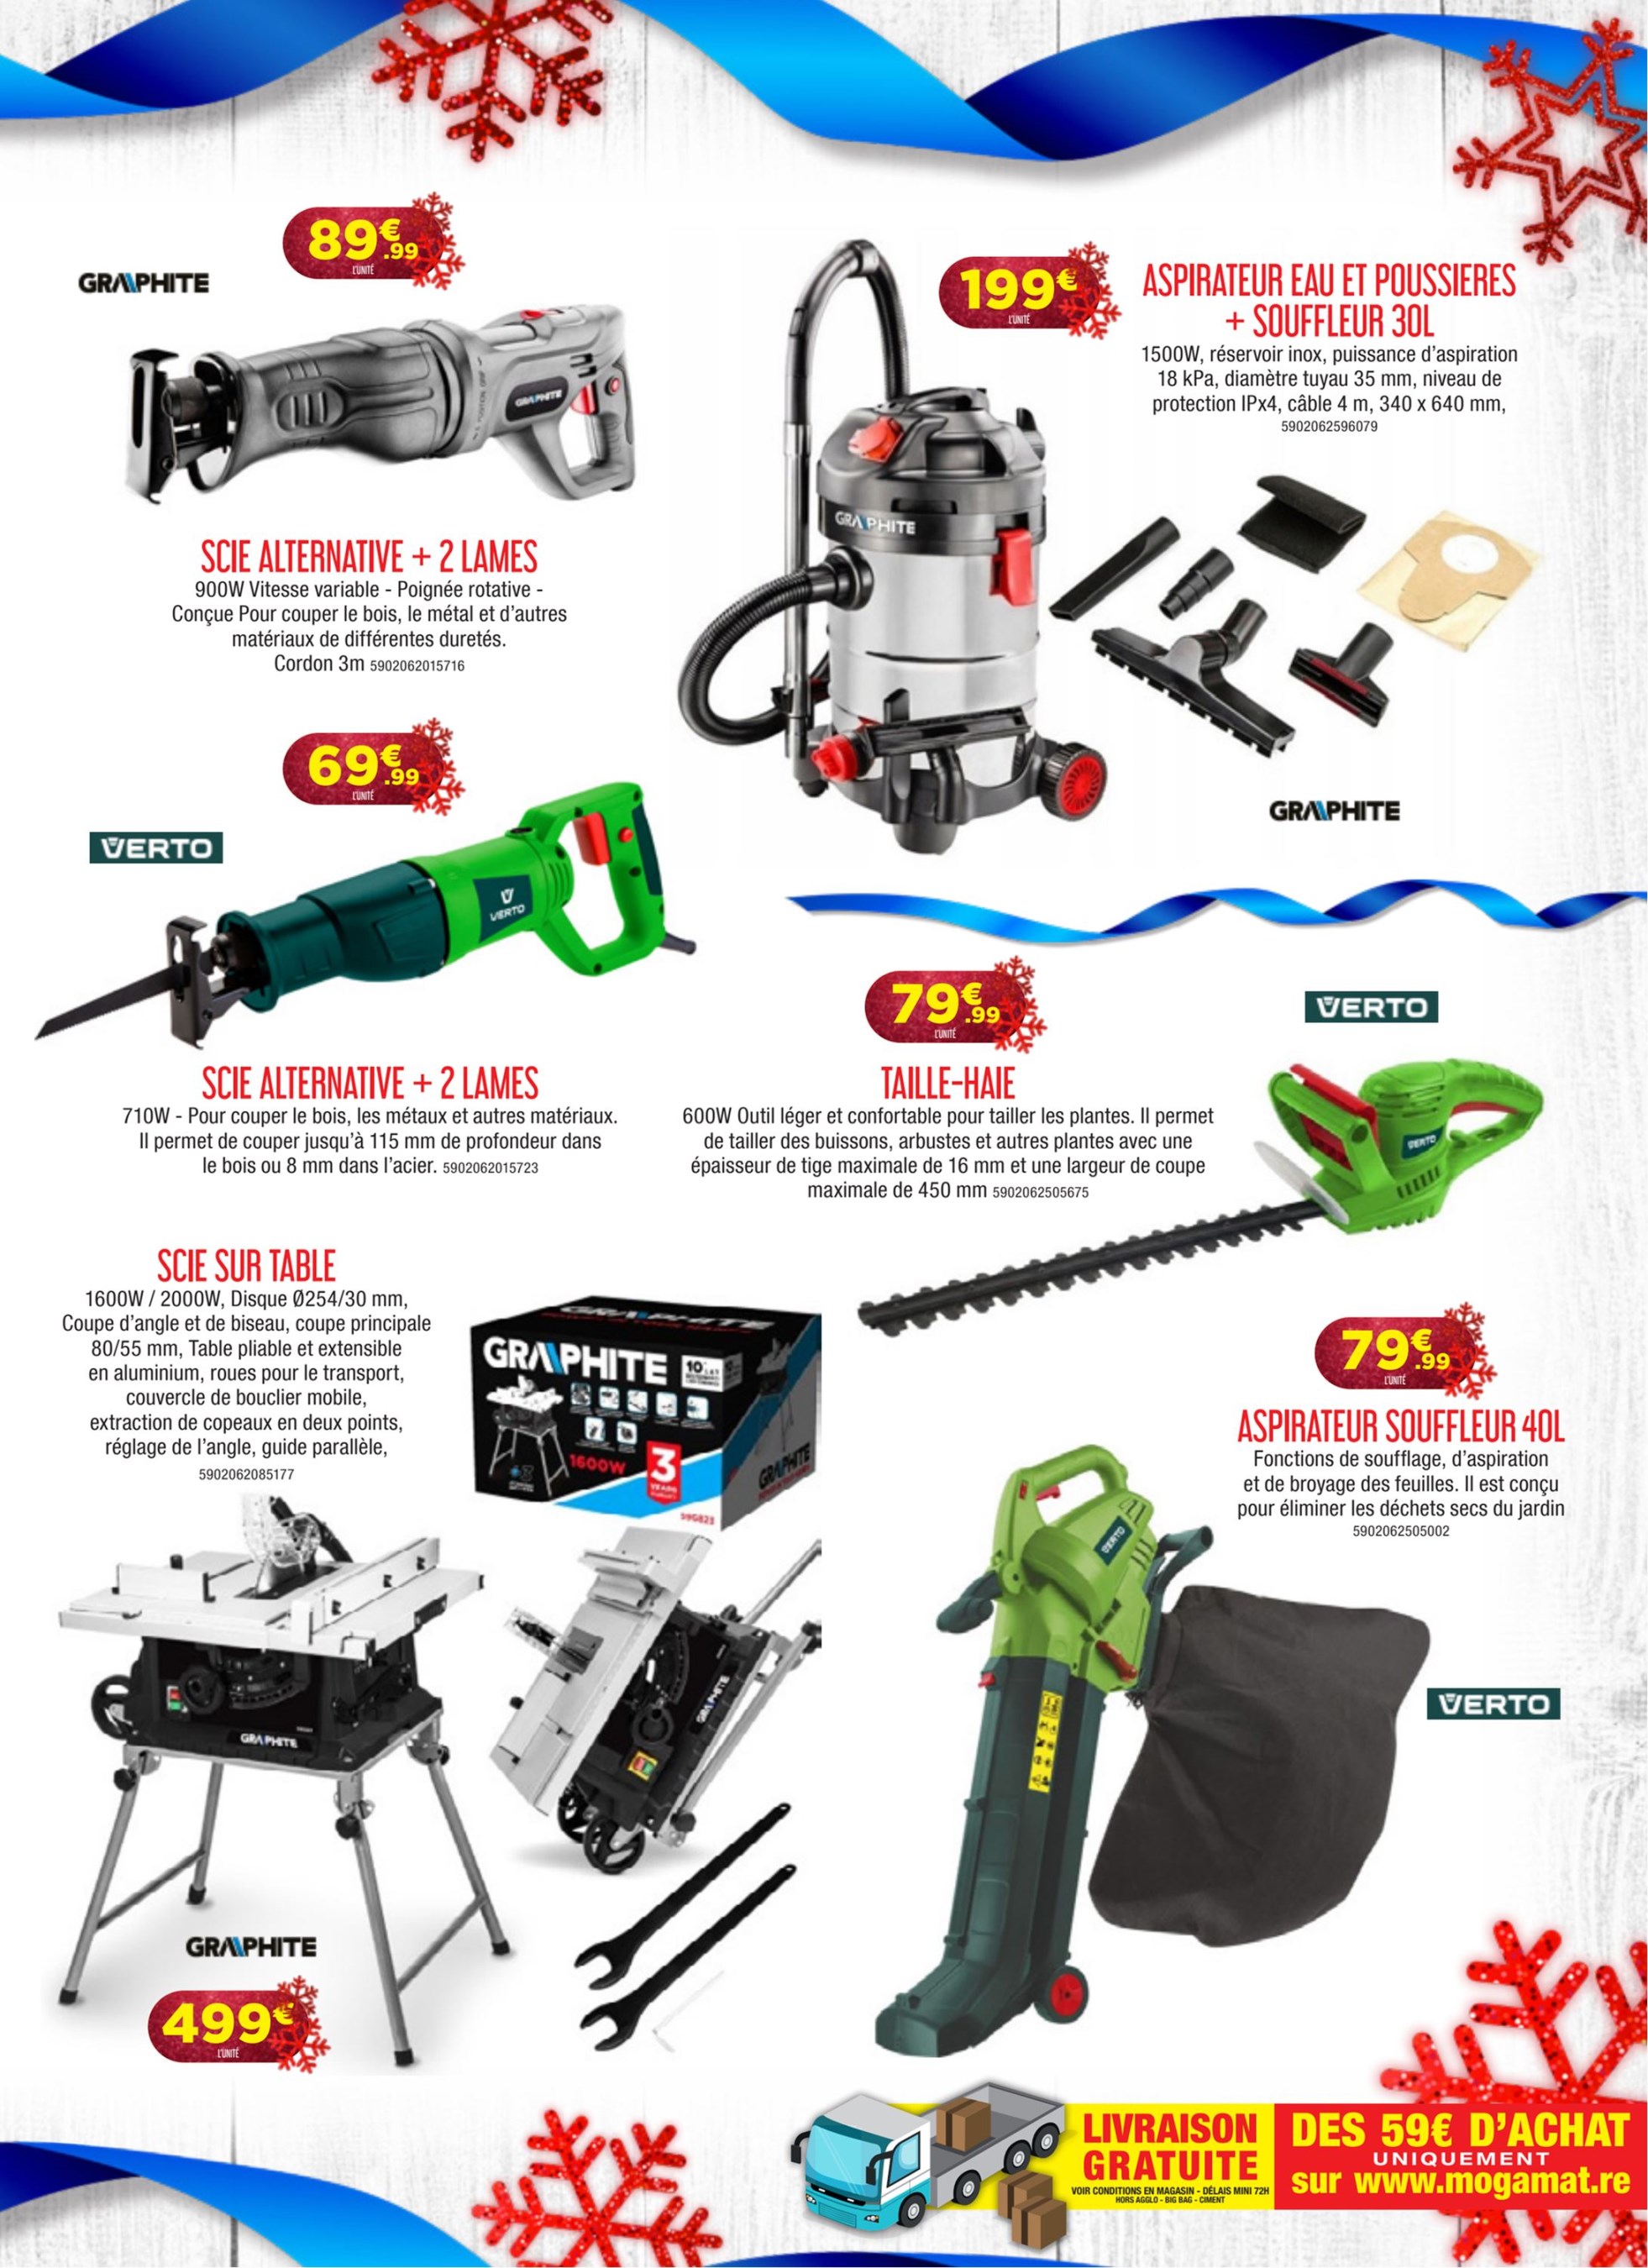 89€.99
L'UNITÉ
GRAPHITE
GRAPHITE
SCIE ALTERNATIVE + 2 LAMES
900W Vitesse variable - Poignée rotative -
Conçue Pour couper le bois, le métal et d'autres
matériaux de différentes duretés.
Cordon 3m 5902062015716
199€
L'UNITÉ
ASPIRATEUR EAU ET POUSSIERES
+ SOUFFLEUR 30L
1500W, réservoir inox, puissance d'aspiration
18 kPa, diamètre tuyau 35 mm, niveau de
protection IPx4, câble 4 m, 340 x 640 mm,
5902062596079
GRAPHITE
GRAPHITE
69€.99
L'UNITÉ
VERTO
VERTO
SCIE ALTERNATIVE + 2 LAMES
710W - Pour couper le bois, les métaux et autres matériaux.
Il permet de couper jusqu'à 115 mm de profondeur dans
le bois ou 8 mm dans l'acier. 5902062015723
79€.99
L'UNITÉ
VERTO
TAILLE-HAIE
600W Outil léger et confortable pour tailler les plantes. Il permet
de tailler des buissons, arbustes et autres plantes avec une
épaisseur de tige maximale de 16 mm et une largeur de coupe
maximale de 450 mm 5902062505675
VERTO
SCIE SUR TABLE
1600W / 2000W, Disque Ø254/30 mm,
Coupe d'angle et de biseau, coupe principale
80/55 mm, Table pliable et extensible
en aluminium, roues pour le transport,
couvercle de bouclier mobile,
extraction de copeaux en deux points,
réglage de l'angle, guide parallèle,
5902062085177
GRAPHITE
GRAPHITE
1600W
3
YEARS
GRAPHITE
59G823
GRAPHITE
GRAPHITE
GRAPHITE
499€
L'UNITÉ
79€.99
L'UNITÉ
ASPIRATEUR SOUFFLEUR 40L
Fonctions de soufflage, d'aspiration
et de broyage des feuilles. Il est conçu
pour éliminer les déchets secs du jardin
5902062505002
VERTO
VERTO
LIVRAISON
GRATUITE
VOIR CONDITIONS EN MAGASIN - DÉLAIS MINI 72H
HORS AGGLO - BIG BAG - CIMENT
DES 59€ D'ACHAT
UNIQUEMENT
sur www.mogamat.re